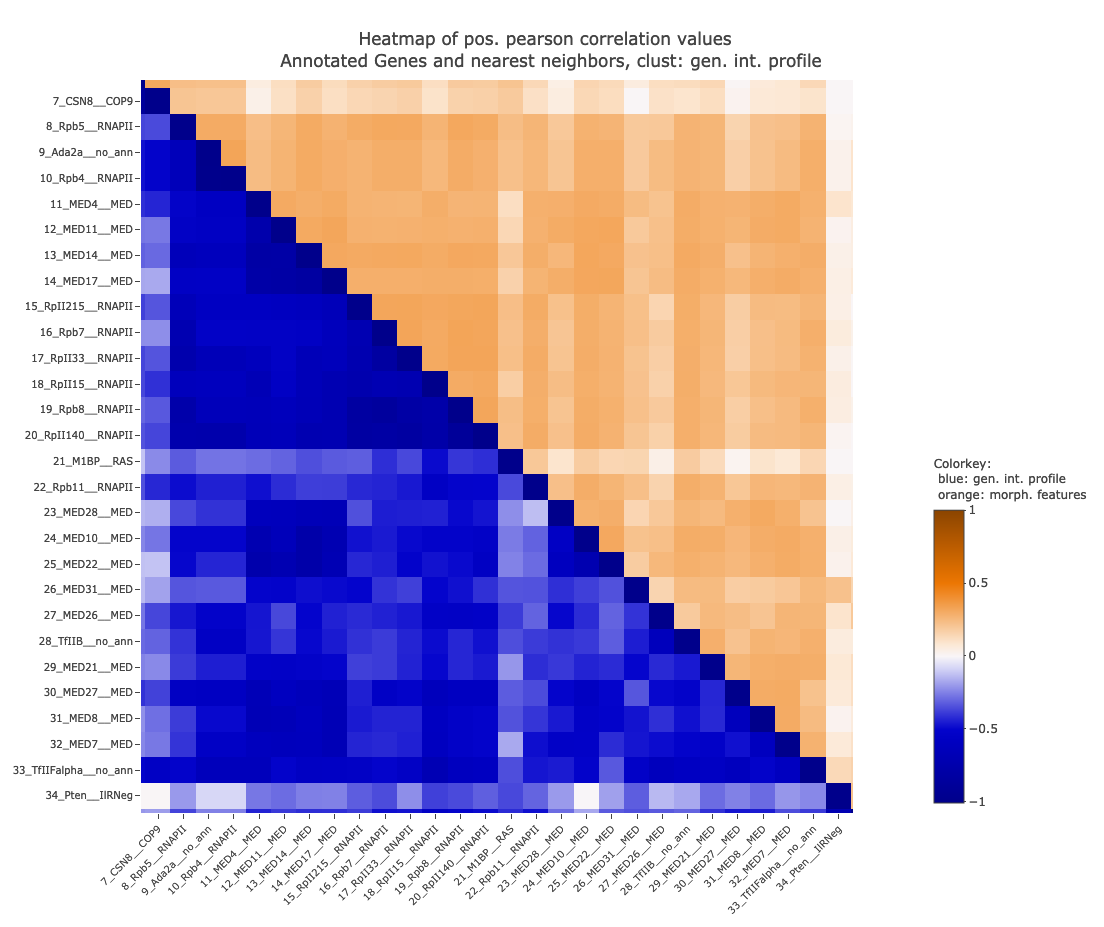 Heatmap of pos. pearson correlation values
Annotated Genes and nearest neighbors, clust: gen. int. profile
7_CSN8__COP9
8_Rpb5__RNAPII
9_Ada2a__no_ann
10_Rpb4__RNAPII
11_MED4__MED
12_MED11__MED
13_MED14__MED
14_MED17__MED
15_RpII215__RNAPII
16_Rpb7__RNAPII
17_RpII33__RNAPII
18_RpII15__RNAPII
19_Rpb8__RNAPII
20_RpII140__RNAPII
21_M1BP__RAS
22_Rpb11__RNAPII
23_MED28__MED
24_MED10__MED
25_MED22__MED
26_MED31__MED
27_MED26__MED
28_TfIIB__no_ann
29_MED21__MED
30_MED27__MED
31_MED8__MED
32_MED7__MED
33_TfIIFalpha__no_ann
34_Pten__IIRNeg
7_CSN8__COP9
8_Rpb5__RNAPII
9_Ada2a__no_ann
10_Rpb4__RNAPII
11_MED4__MED
12_MED11__MED
13_MED14__MED
14_MED17__MED
15_RpII215__RNAPII
16_Rpb7__RNAPII
17_RpII33__RNAPII
18_RpII15__RNAPII
19_Rpb8__RNAPII
20_RpII140__RNAPII
21_M1BP__RAS
22_Rpb11__RNAPII
23_MED28__MED
24_MED10__MED
25_MED22__MED
26_MED31__MED
27_MED26__MED
28_TfIIB__no_ann
29_MED21__MED
30_MED27__MED
31_MED8__MED
32_MED7__MED
33_TfIIFalpha__no_ann
34_Pten__IIRNeg
Colorkey:
blue: gen. int. profile
orange: morph. features
1
0.5
0
−0.5
−1